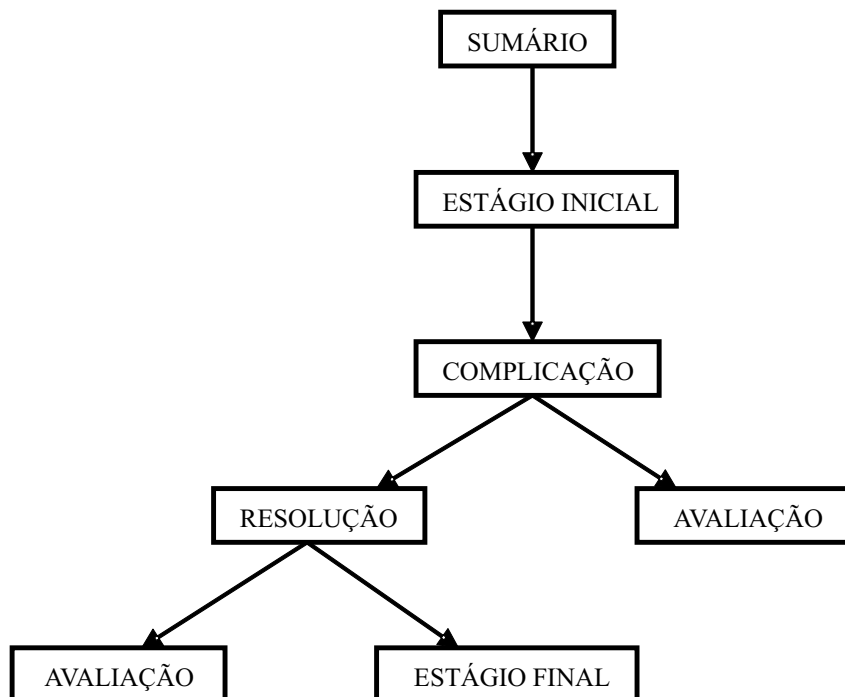 SUMÁRIO
ESTÁGIO INICIAL
COMPLICAÇÃO
RESOLUÇÃO
AVALIAÇÃO
AVALIAÇÃO
ESTÁGIO FINAL